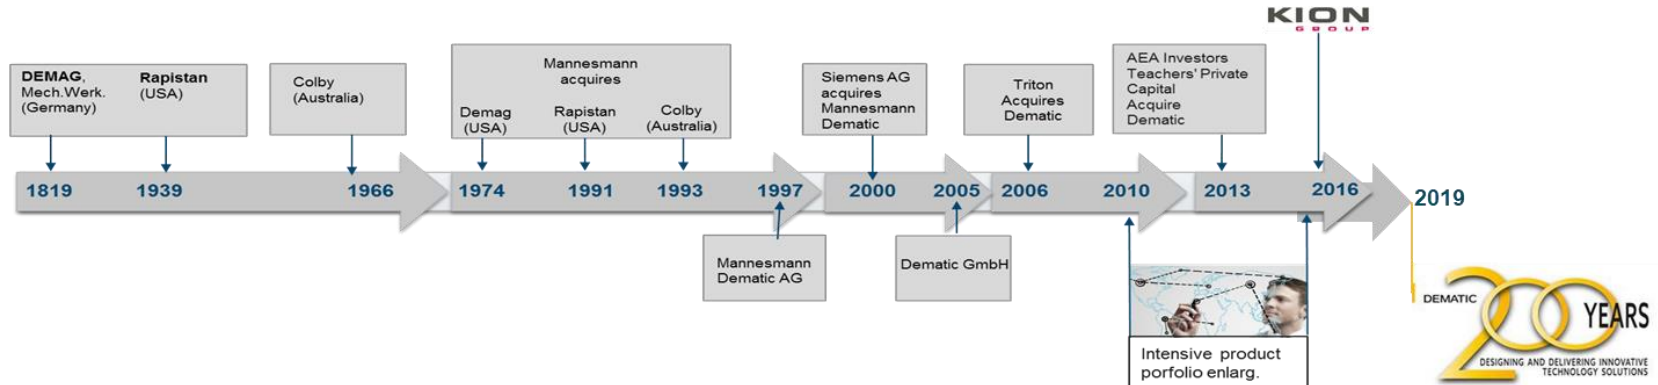 KION
GROUP
DEMAG,
Mech.Werk.
(Germany)
Rapistan
(USA)
Colby
(Australia)
Mannesmann
acquires
Demag
(USA)
Rapistan
(USA)
Colby
(Australia)
Siemens AG
acquires
Mannesmann
Dematic
Triton
Acquires
Dematic
AEA Investors
Teachers' Private
Capital
Acquire
Dematic
1819
1939
1966
1974
1991
1993
1997
2000
2005
2006
2010
2013
2016
2019
Mannesmann
Dematic AG
Dematic GmbH
Intensive product
porfolio enlarg.
DEMATIC
200 YEARS
DESIGNING AND DELIVERING INNOVATIVE
TECHNOLOGY SOLUTIONS